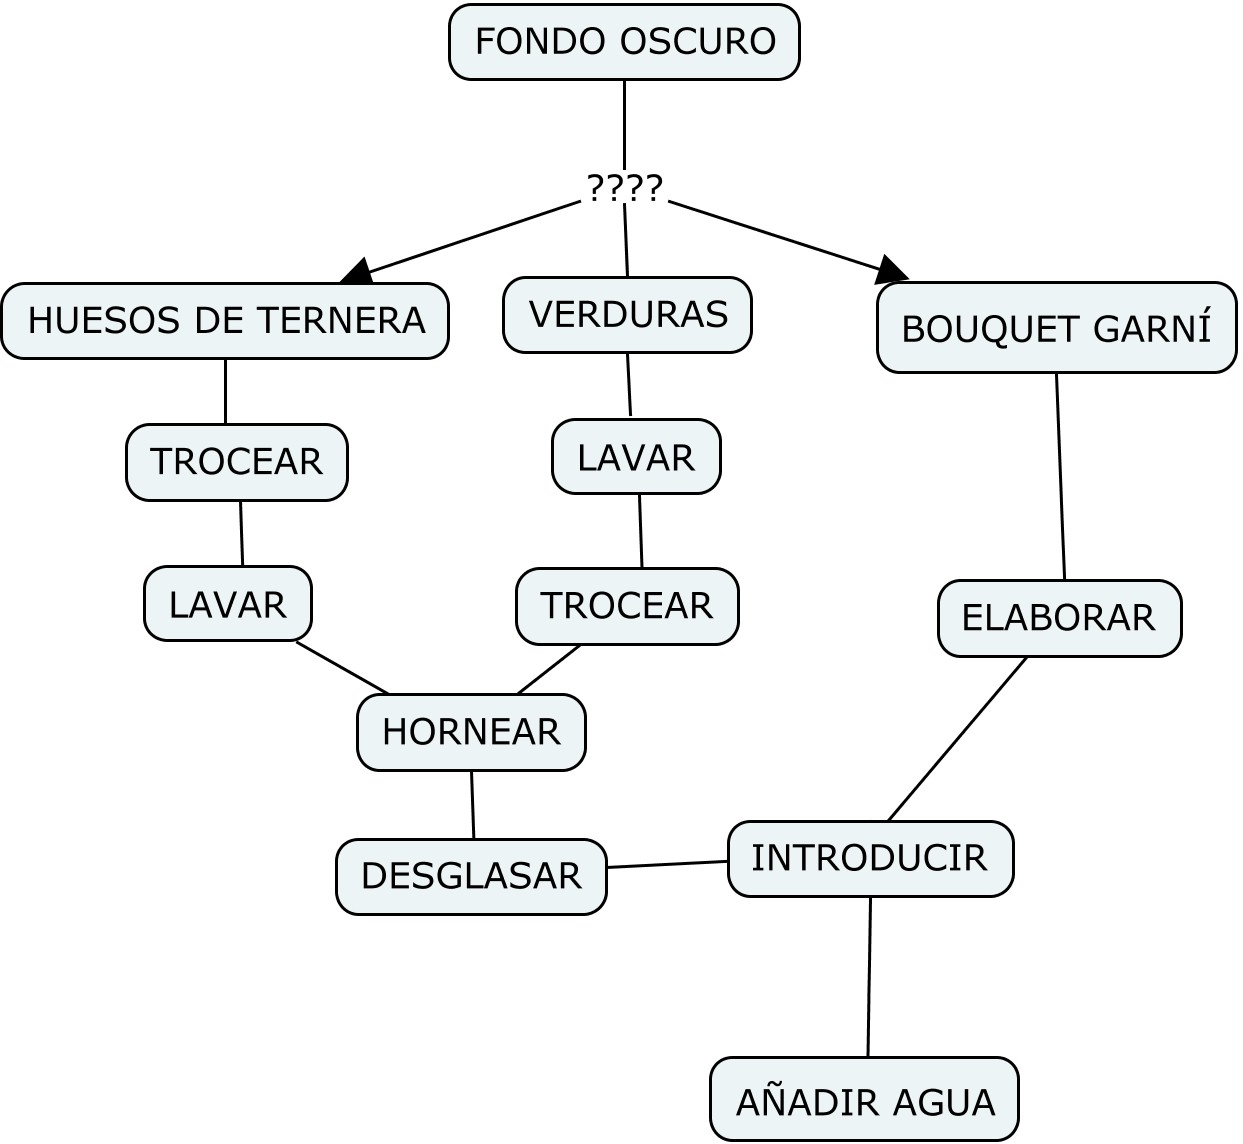 FONDO OSCURO
????
HUESOS DE TERNERA
VERDURAS
BOUQUET GARNÍ
TROCEAR
LAVAR
LAVAR
TROCEAR
ELABORAR
HORNEAR
DESGLASAR
INTRODUCIR
AÑADIR AGUA